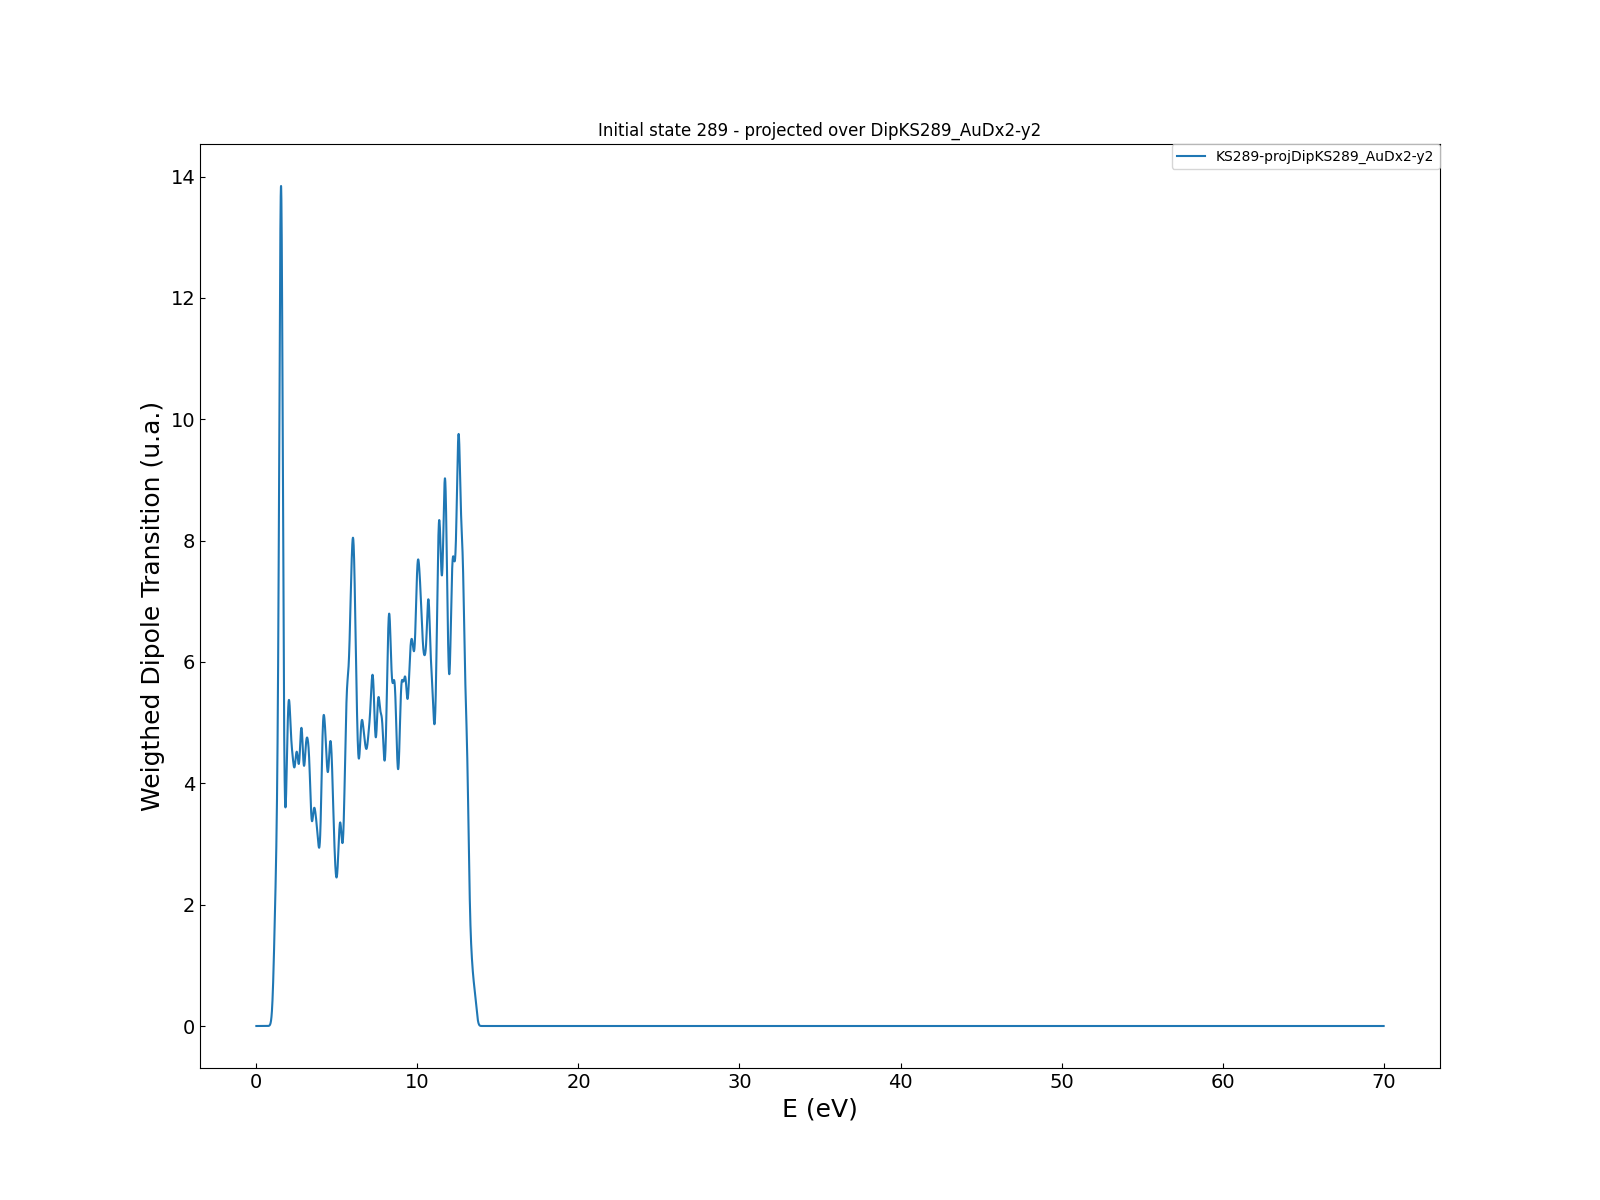 Initial state 289 - projected over DipKS289_AuDx2-y2
KS289-projDipKS289_AuDx2-y2
14
12
10
8
6
4
2
0
Weigthed Dipole Transition (u.a.)
0 10 20 30 40 50 60 70
E (eV)